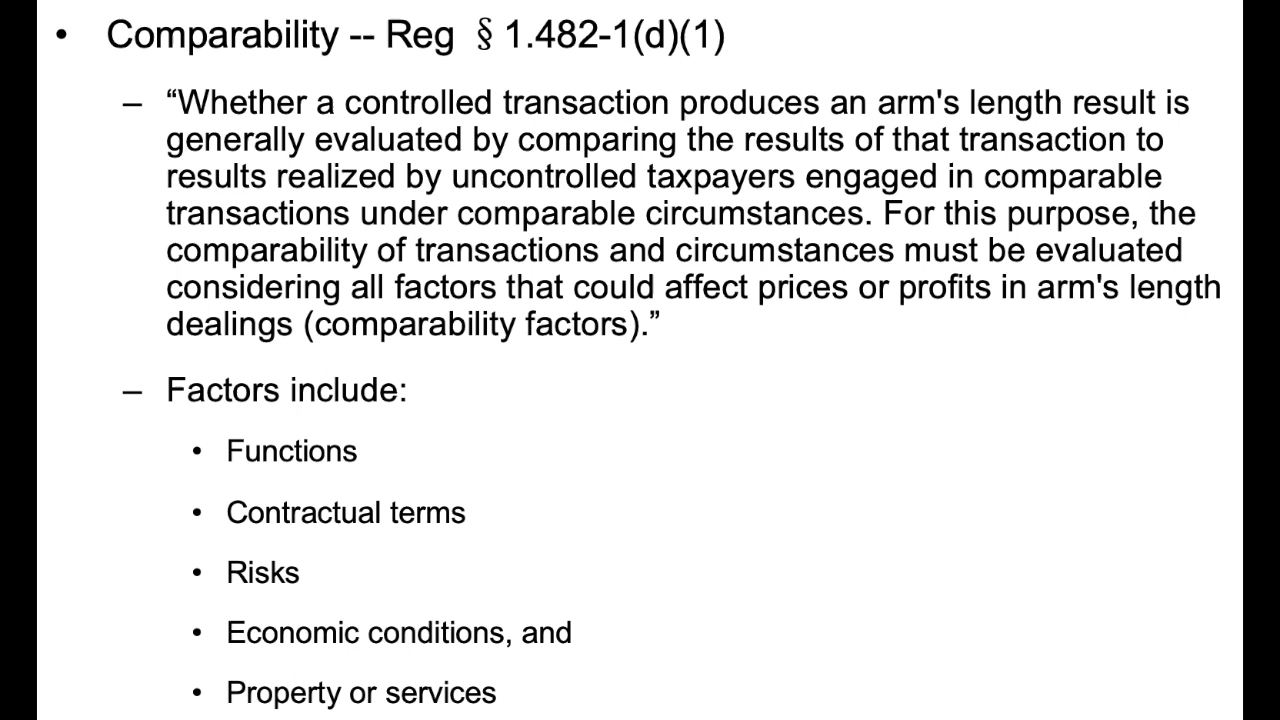 • Comparability -- Reg § 1.482-1(d)(1)
– “Whether a controlled transaction produces an arm's length result is
generally evaluated by comparing the results of that transaction to
results realized by uncontrolled taxpayers engaged in comparable
transactions under comparable circumstances. For this purpose, the
comparability of transactions and circumstances must be evaluated
considering all factors that could affect prices or profits in arm's length
dealings (comparability factors).”
– Factors include:
• Functions
• Contractual terms
• Risks
• Economic conditions, and
• Property or services